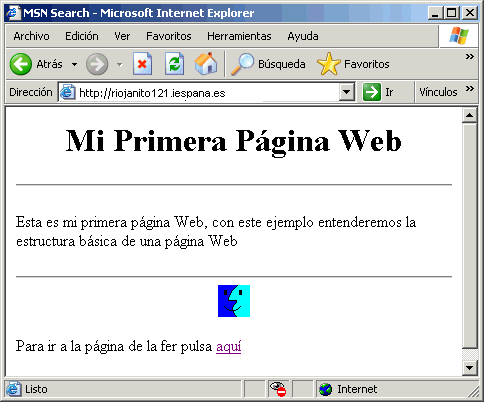 MSN Search - Microsoft Internet Explorer
Archivo Edición Ver Favoritos Herramientas Ayuda
Atrás Búsqueda Favoritos »
Dirección http://riojanito121.iespana.es Ir Vínculos »
Mi Primera Página Web
Esta es mi primera página Web, con este ejemplo entenderemos la
estructura básica de una página Web
Para ir a la página de la fer pulsa aquí
Listo Internet